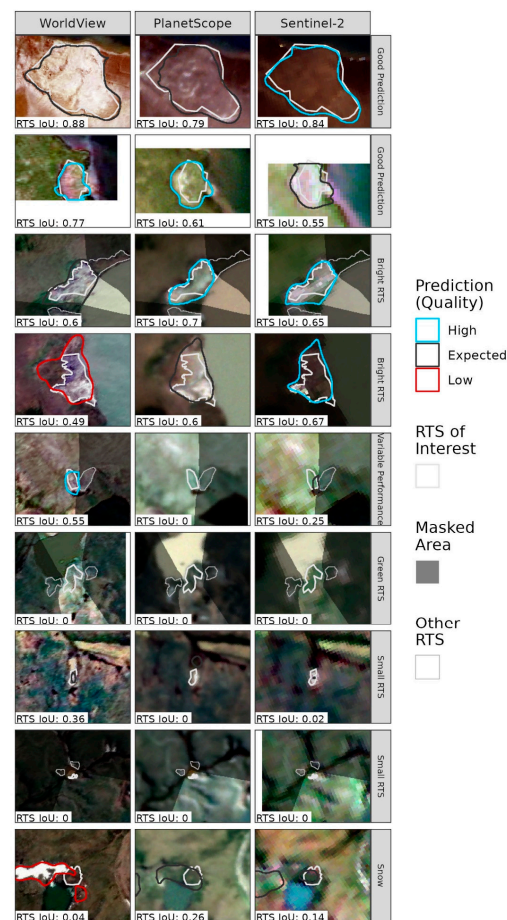 WorldView PlanetScope Sentinel-2
RTS IoU: 0.88 RTS IoU: 0.79 RTS IoU: 0.84 Good Prediction
RTS IoU: 0.77 RTS IoU: 0.61 RTS IoU: 0.55 Good Prediction
RTS IoU: 0.6 RTS IoU: 0.7 RTS IoU: 0.65 Bright RTS
RTS IoU: 0.49 RTS IoU: 0.6 RTS IoU: 0.67 Bright RTS
RTS IoU: 0.55 RTS IoU: 0 RTS IoU: 0.25 Variable Performance
RTS IoU: 0 RTS IoU: 0 RTS IoU: 0 Green RTS
RTS IoU: 0.36 RTS IoU: 0 RTS IoU: 0.02 Small RTS
RTS IoU: 0 RTS IoU: 0 RTS IoU: 0 Small RTS
RTS IoU: 0.04 RTS IoU: 0.26 RTS IoU: 0.14 Snow
Prediction
(Quality)
High
Expected
Low
RTS of
Interest
Masked
Area
Other
RTS